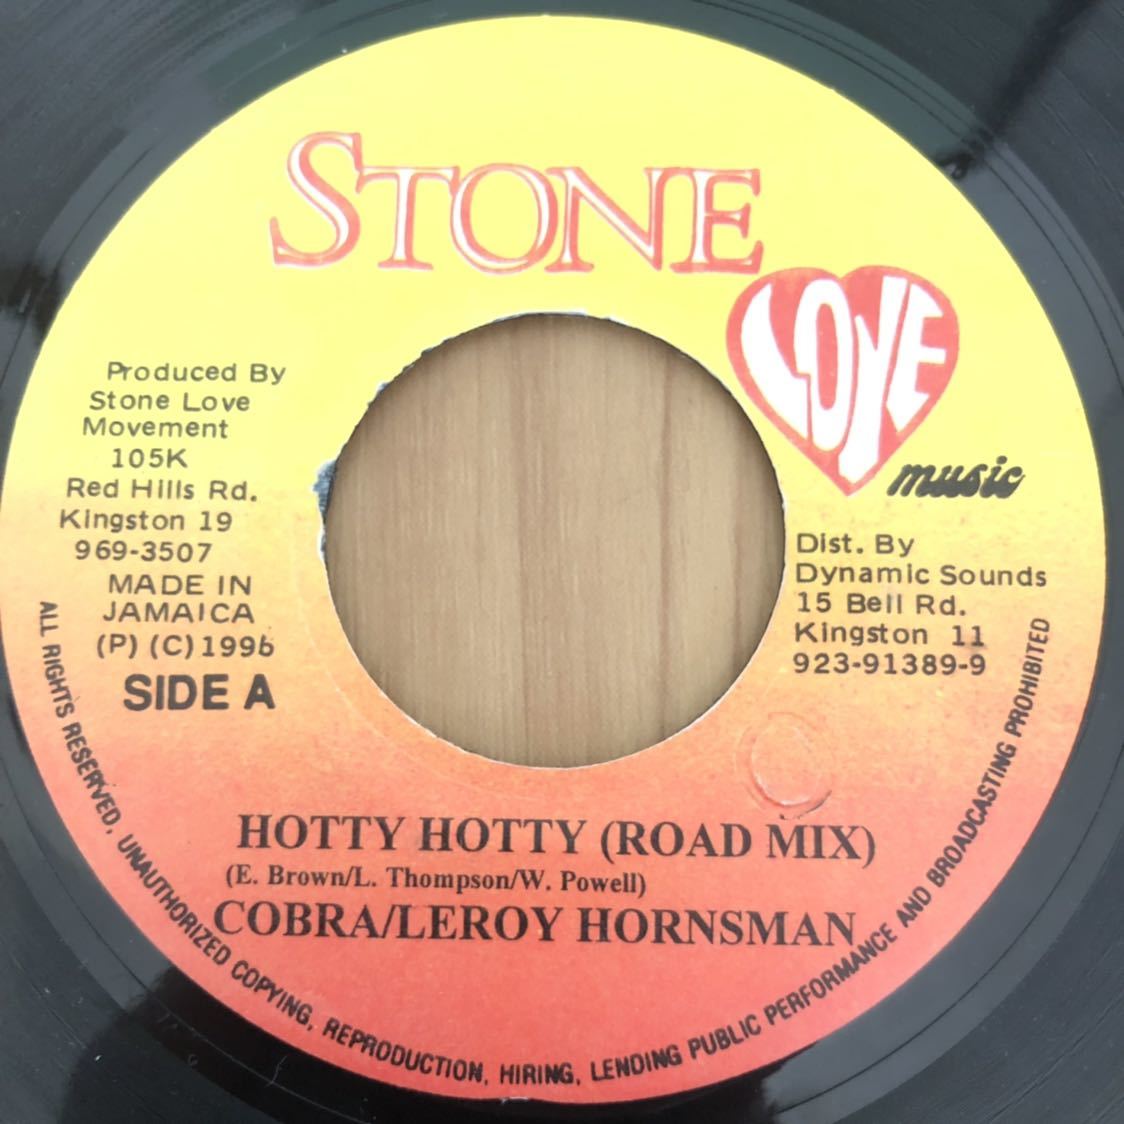 STONE
LOVE
music
Produced By
Stone Love
Movement
105K
Red Hills Rd.
Kingston 19
969-3507
MADE IN
JAMAICA
(P) (C) 1996
SIDE A
Dist. By
Dynamic Sounds
15 Bell Rd.
Kingston 11
923-91389-9
HOTTY HOTTY (ROAD MIX)
(E. Brown/L. Thompson/W. Powell)
COBRA/LEROY HORNSMAN
ALL RIGHTS RESERVED, UNAUTHORIZED COPYING, REPRODUCTION, HIRING, LENDING PUBLIC PERFORMANCE AND BROADCASTING PROHIBITED